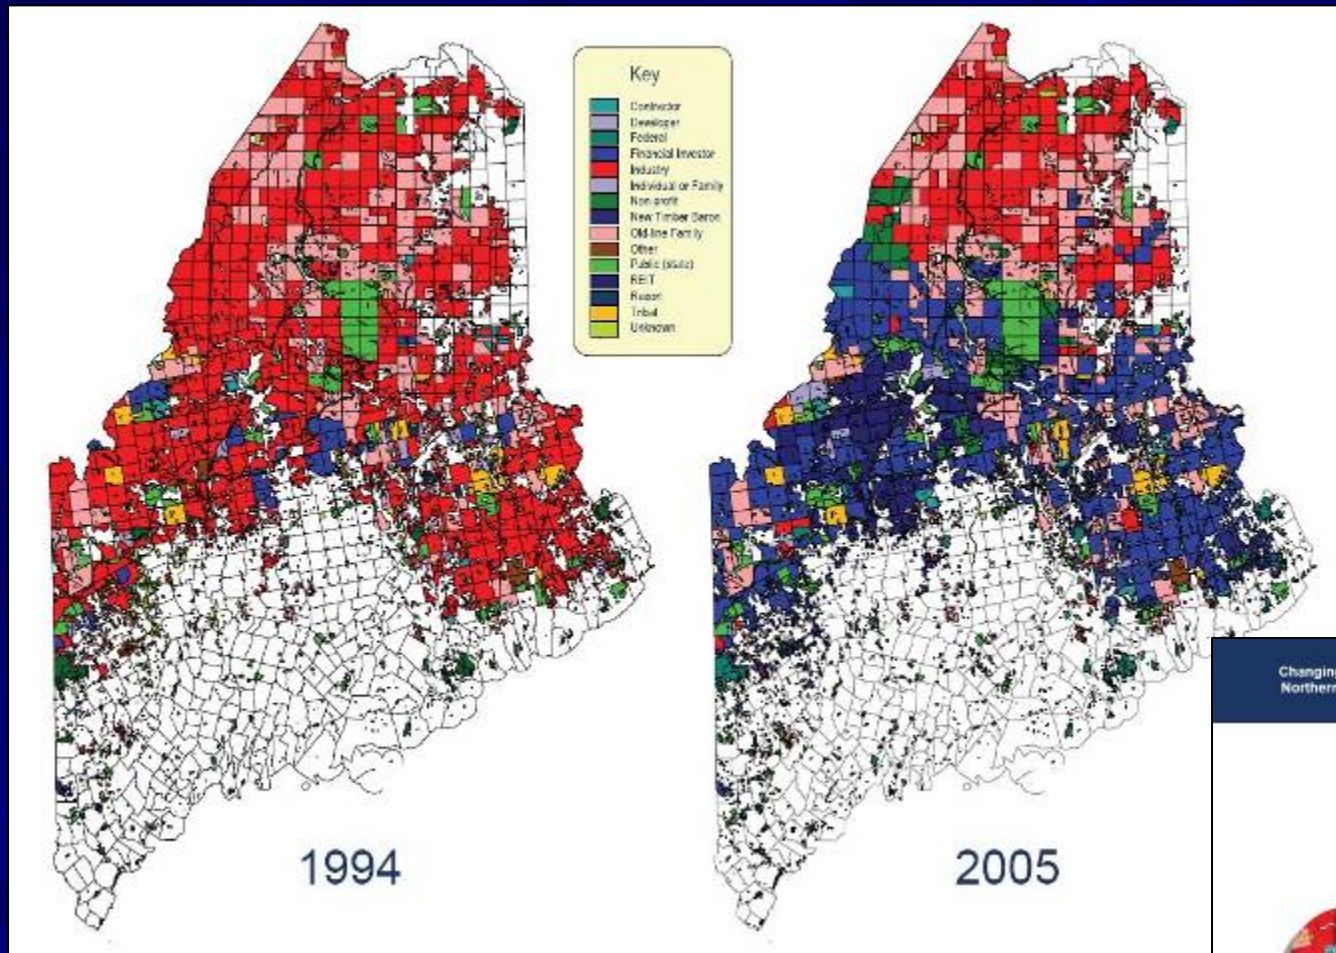 Key
Contractor
Developer
Federal
Financial Investor
Industry
Individual or Family
Non-profit
New Timber Baron
Old-line Family
Other
Public (state)
REIT
Resort
Tribal
Unknown
1994
2005
Changing
Northern